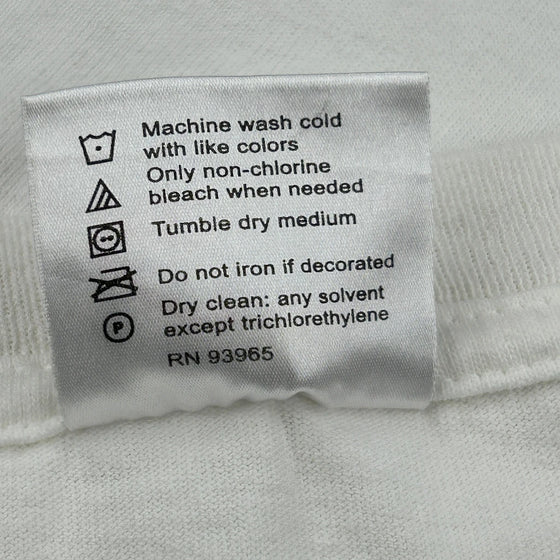 Machine wash cold
with like colors
Only non-chlorine
bleach when needed
Tumble dry medium
Do not iron if decorated
Dry clean: any solvent
P
except trichlorethylene
RN 93965